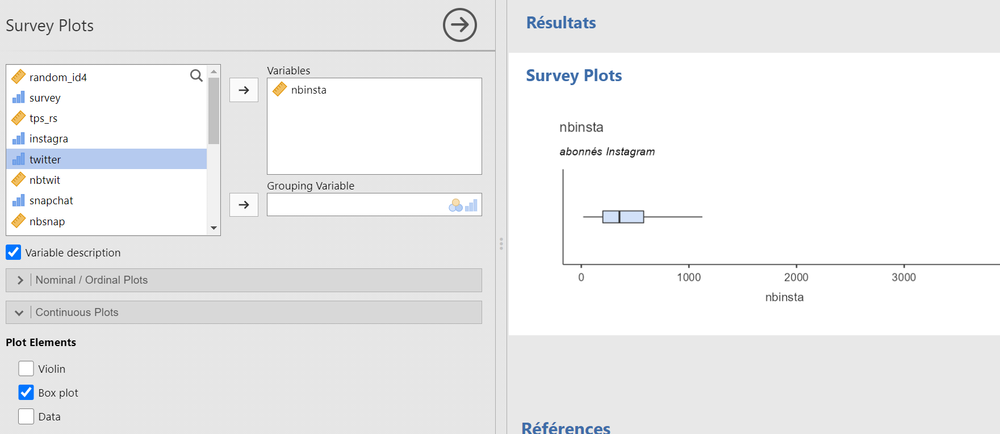 Survey Plots
random_id4
survey
tps_rs
instagra
twitter
nbtwit
snapchat
nbsnap
Variables
nbinsta
Grouping Variable
Variable description
Nominal / Ordinal Plots
Continuous Plots
Plot Elements
Violin
Box plot
Data
Résultats
Survey Plots
nbinsta
abonnés Instagram
0 1000 2000 3000
nbinsta
Références